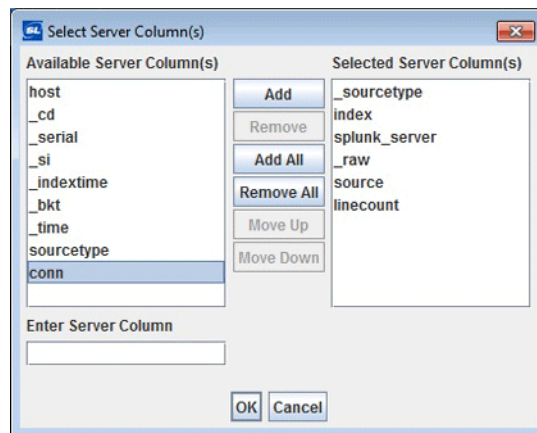 SL Select Server Column(s)
Available Server Column(s)
host
_cd
_serial
_si
_indextime
_bkt
_time
sourcetype
conn
Add
Remove
Add All
Remove All
Move Up
Move Down
Selected Server Column(s)
_sourcetype
index
splunk_server
_raw
source
linecount
Enter Server Column
OK Cancel